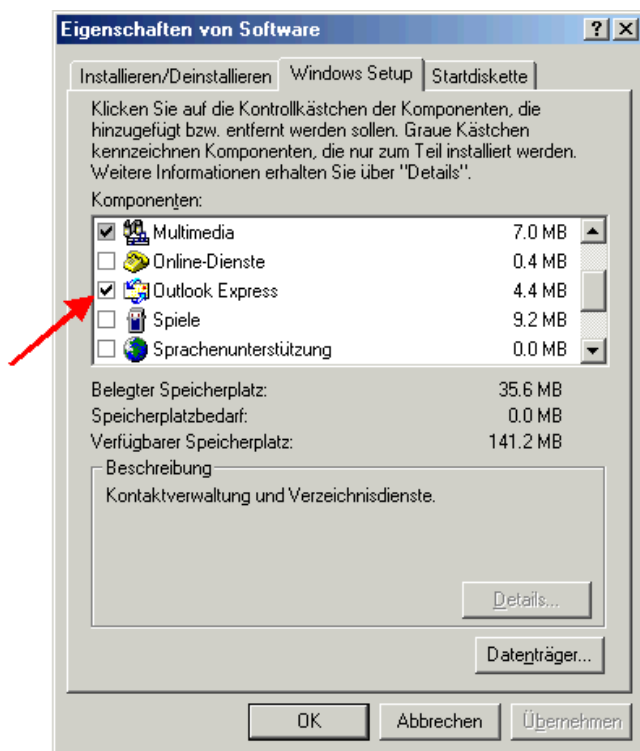 Eigenschaften von Software
Installieren/Deinstallieren Windows Setup Startdiskette
Klicken Sie auf die Kontrollkästchen der Komponenten, die
hinzugefügt bzw. entfernt werden sollen. Graue Kästchen
kennzeichnen Komponenten, die nur zum Teil installiert werden.
Weitere Informationen erhalten Sie über "Details".
Komponenten:
Multimedia 7.0 MB
Online-Dienste 0.4 MB
Outlook Express 4.4 MB
Spiele 9.2 MB
Sprachenunterstützung 0.0 MB
Belegter Speicherplatz: 35.6 MB
Speicherplatzbedarf: 0.0 MB
Verfügbarer Speicherplatz: 141.2 MB
Beschreibung
Kontaktverwaltung und Verzeichnisdienste.
Details...
Datenträger...
OK Abbrechen Übernehmen